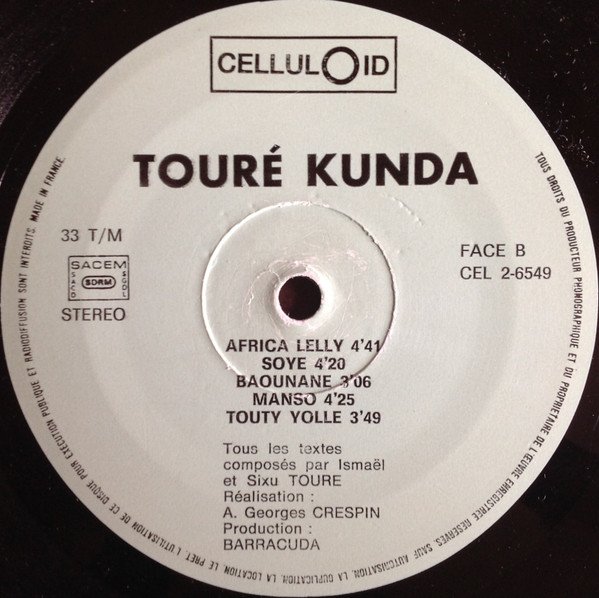 CELLULOID
TOURÉ KUNDA
33 T/M
SACEM
SACD
SDRM
SGDL
STEREO
FACE B
CEL 2-6549
AFRICA LELLY 4'41
SOYE 4'20
BAOUNANE 3'06
MANSO 4'25
TOUTY YOLLE 3'49
Tous les textes
composés par Ismaël
et Sixu TOURE
Réalisation :
A. Georges CRESPIN
Production :
BARRACUDA
TOUS DROITS DU PRODUCTEUR PHONOGRAPHIQUE ET DU PROPRIETAIRE DE L'ŒUVRE ENREGISTREE RESERVES. SAUF AUTORISATION, LA DUPLICATION, LA LOCATION, LE PRET, L'UTILISATION DE CE DISQUE POUR EXECUTION PUBLIQUE ET RADIODIFFUSION SONT INTERDITS. MADE IN FRANCE.